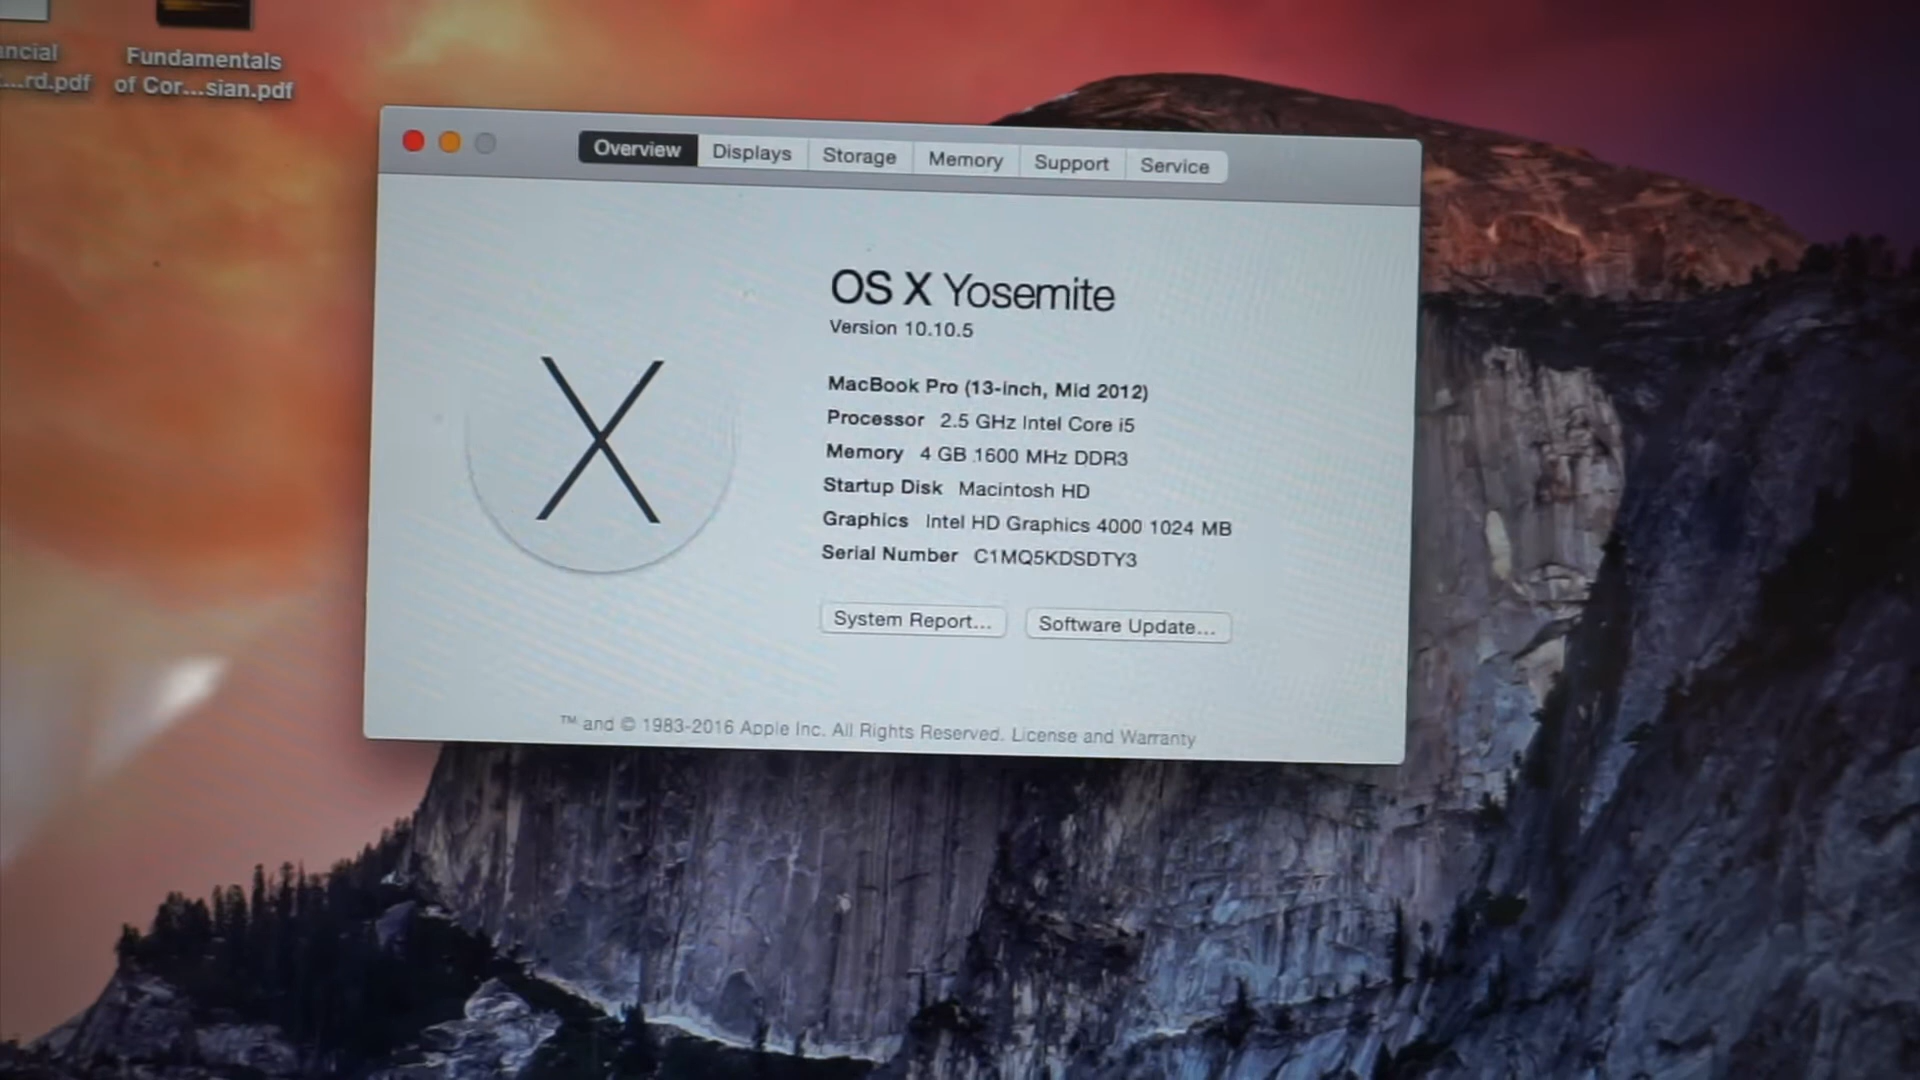 ncial
...rd.pdf
Fundamentals
of Cor...sian.pdf
Overview
Displays
Storage
Memory
Support
Service
OS X Yosemite
Version 10.10.5
MacBook Pro (13-inch, Mid 2012)
Processor 2.5 GHz Intel Core i5
Memory 4 GB 1600 MHz DDR3
Startup Disk Macintosh HD
Graphics Intel HD Graphics 4000 1024 MB
Serial Number C1MQ5KDSDTY3
System Report...
Software Update...
™ and © 1983-2016 Apple Inc. All Rights Reserved. License and Warranty